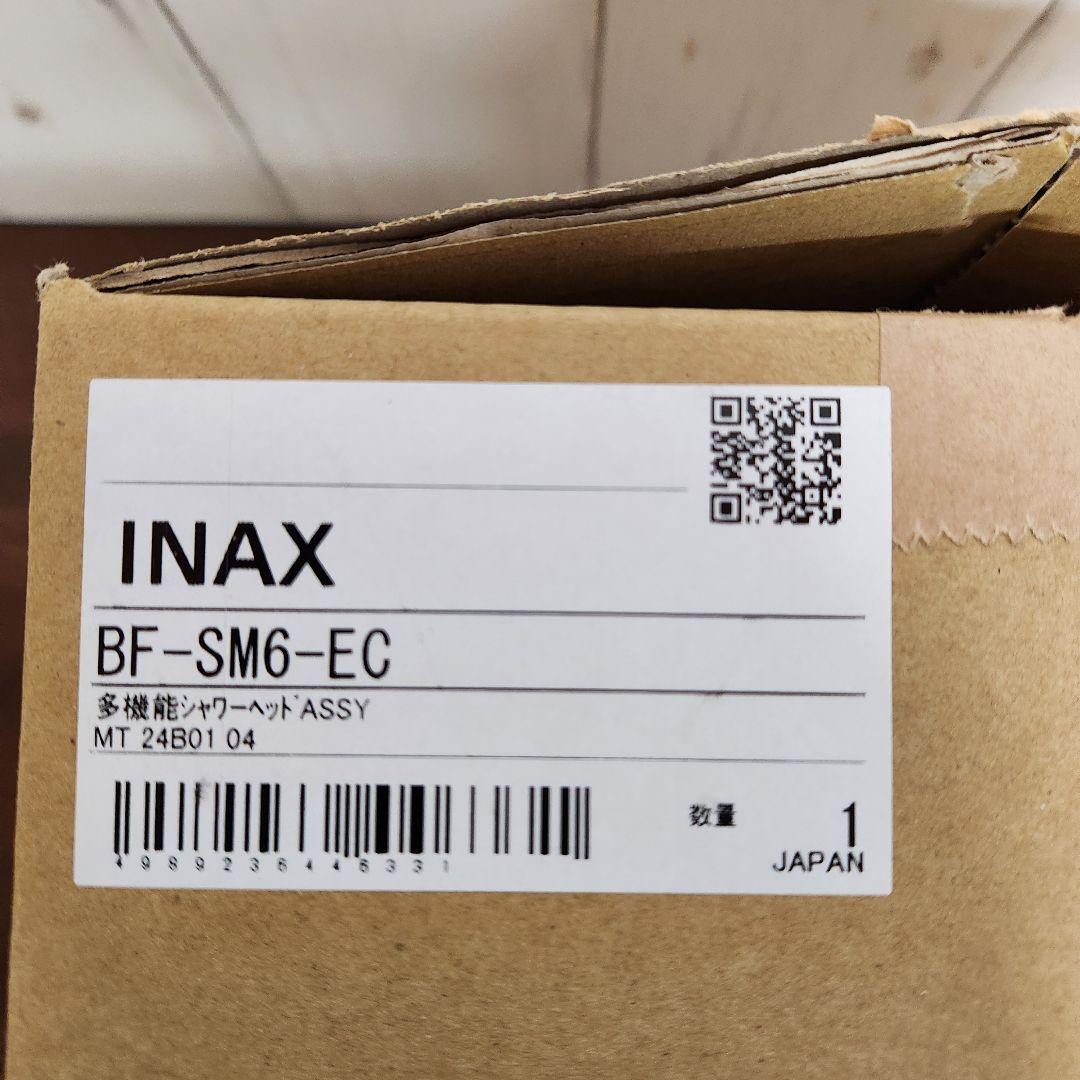 INAX
BF-SM6-EC
多機能ｼｬﾜｰﾍｯﾄﾞASSY
MT 24B01 04
4989236446331
数量 1
JAPAN